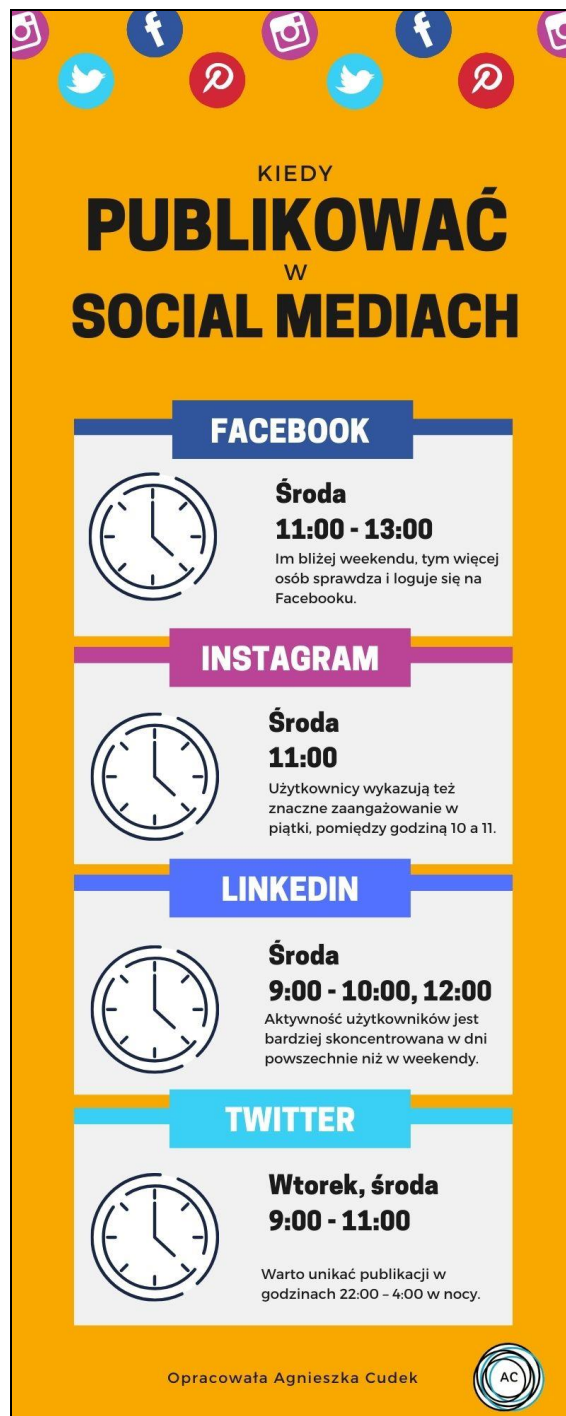 KIEDY
PUBLIKOWAĆ
W
SOCIAL MEDIACH
FACEBOOK
Środa
11:00 - 13:00
Im bliżej weekendu, tym więcej
osób sprawdza i loguje się na
Facebooku.
INSTAGRAM
Środa
11:00
Użytkownicy wykazują też
znaczne zaangażowanie w
piątki, pomiędzy godziną 10 a 11.
LINKEDIN
Środa
9:00 - 10:00, 12:00
Aktywność użytkowników jest
bardziej skoncentrowana w dni
powszechnie niż w weekendy.
TWITTER
Wtorek, środa
9:00 - 11:00
Warto unikać publikacji w
godzinach 22:00 – 4:00 w nocy.
Opracowała Agnieszka Cudek
AC